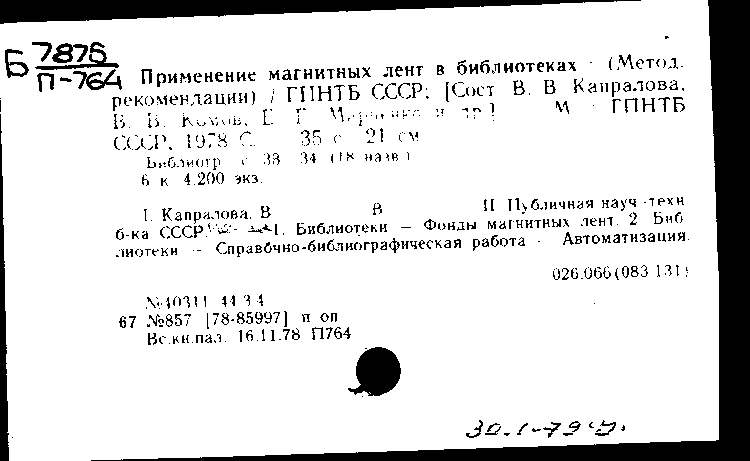 Б 7876
П-764
Применение магнитных лент в библиотеках : (Метод.
рекомендации) / ГПНТБ СССР; [Сост. В. В. Капралова,
В. В. Комов, Е. Г. и др.] М. : ГПНТБ
СССР, 1978 С. 35 с. 21 см
Библиогр. с 33 34 (18 назв.)
6 к 4.200 экз.
I. Капралова, В В II Публичная науч -техн
б-ка СССР 1. Библиотеки — Фонды магнитных лент. 2 Биб-
лиотеки — Справочно-библиографическая работа - Автоматизация.
026.066(083 131)
№40311 44 3 4
67 №857 [78-85997] п оп
Вс.кн.пал. 16.11.78 П764
30.1-79